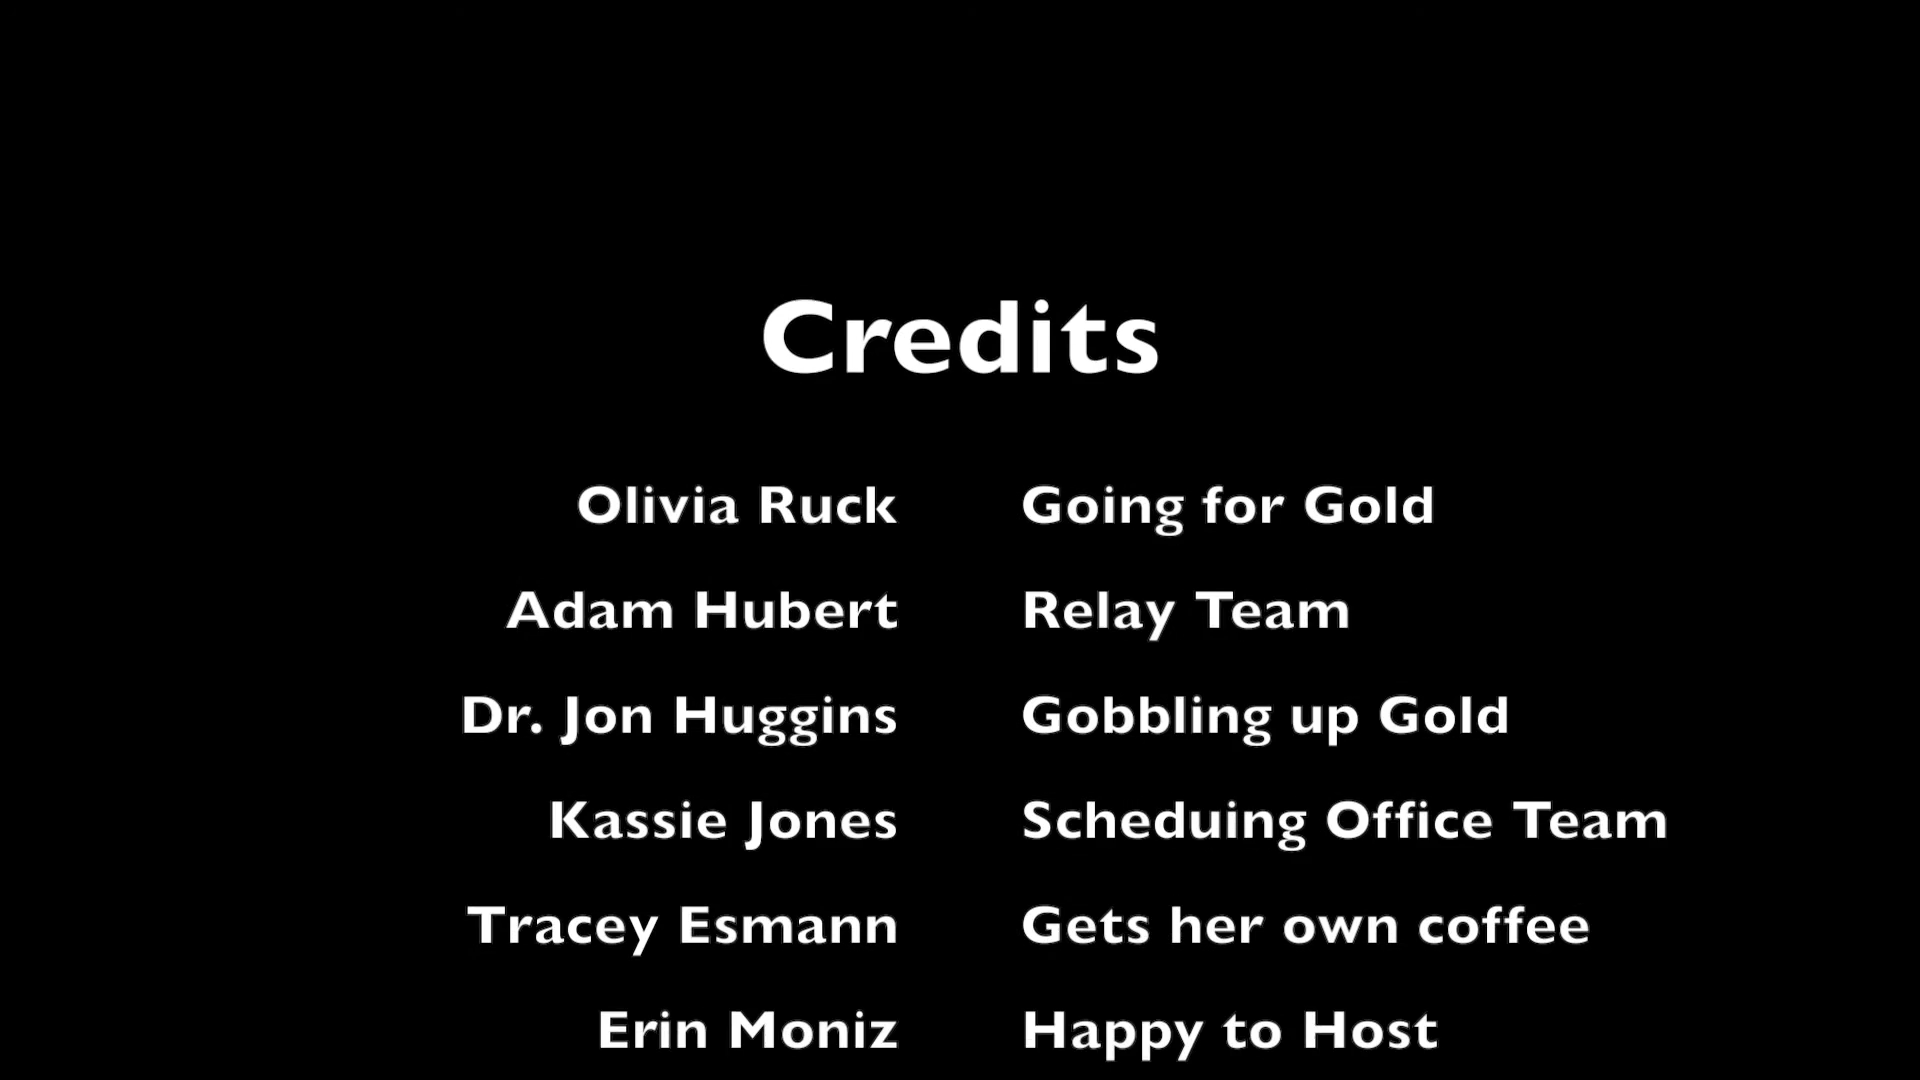 Credits
Olivia Ruck Going for Gold
Adam Hubert Relay Team
Dr. Jon Huggins Gobbling up Gold
Kassie Jones Scheduing Office Team
Tracey Esmann Gets her own coffee
Erin Moniz Happy to Host